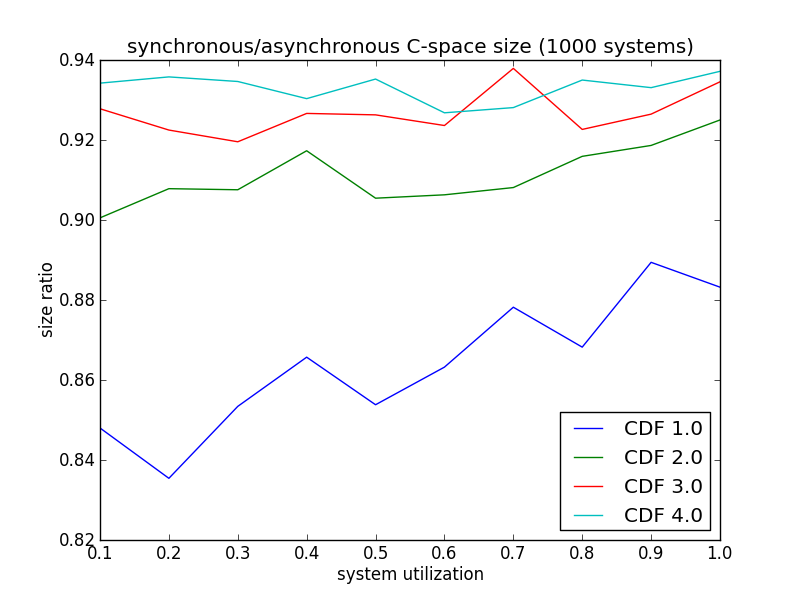 synchronous/asynchronous C-space size (1000 systems)
0.94
0.92
0.90
0.88
0.86
0.84
0.82
size ratio
0.1 0.2 0.3 0.4 0.5 0.6 0.7 0.8 0.9 1.0
system utilization
CDF 1.0
CDF 2.0
CDF 3.0
CDF 4.0